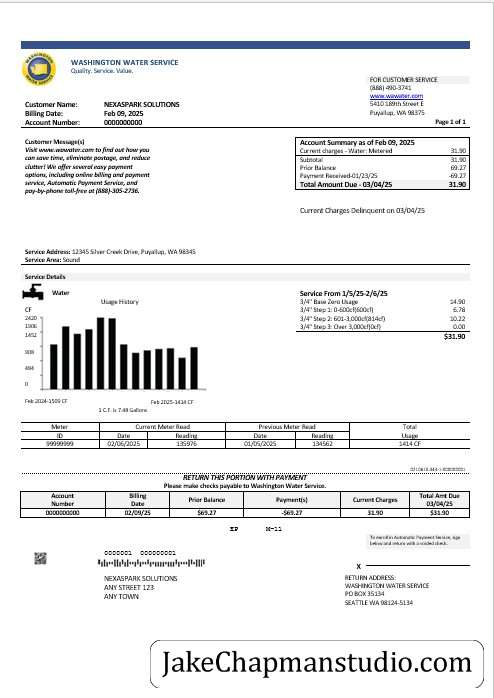 WASHINGTON WATER SERVICE
Quality. Service. Value.
FOR CUSTOMER SERVICE
(888) 490-3741
www.wawater.com
5410 189th Street E
Puyallup, WA 98375
Customer Name: NEXASPARK SOLUTIONS
Billing Date: Feb 09, 2025
Account Number: 0000000000
Page 1 of 1
Customer Message(s)
Visit www.wawater.com to find out how you
can save time, eliminate postage, and reduce
clutter! We offer several easy payment
options, including online billing and payment
service, Automatic Payment Service, and
pay-by-phone toll-free at (888)-305-2736.
Account Summary as of Feb 09, 2025
Current charges - Water: Metered 31.90
Subtotal 31.90
Prior Balance 69.27
Payment Received-01/23/25 -69.27
Total Amount Due - 03/04/25 31.90
Current Charges Delinquent on 03/04/25
Service Address: 12345 Silver Creek Drive, Puyallup, WA 98345
Service Area: Sound
Service Details
Water
Usage History
CF
2420
1936
1452
968
484
0
Feb 2024-1509 CF
Feb 2025-1414 CF
1 C.F. is 7.48 Gallons
Service From 1/5/25-2/6/25
3/4" Base Zero Usage 14.90
3/4" Step 1: 0-600cf(600cf) 6.78
3/4" Step 2: 601-3,000cf(814cf) 10.22
3/4" Step 3: Over 3,000cf(0cf) 0.00
$31.90
Meter Current Meter Read Previous Meter Read Total
ID Date Reading Date Reading Usage
99999999 02/06/2025 135976 01/05/2025 134562 1414 CF
RETURN THIS PORTION WITH PAYMENT
Please make checks payable to Washington Water Service.
Account Number Billing Date Prior Balance Payment(s) Current Charges Total Amt Due 03/04/25
0000000000 02/09/25 $69.27 -$69.27 31.90 $31.90
To enroll in Automatic Payment Service, sign
below and return with a voided check.
0000001 000000001
X
NEXASPARK SOLUTIONS
ANY STREET 123
ANY TOWN
RETURN ADDRESS:
WASHINGTON WATER SERVICE
PO BOX 35134
SEATTLE WA 98124-5134
JakeChapmanstudio.com